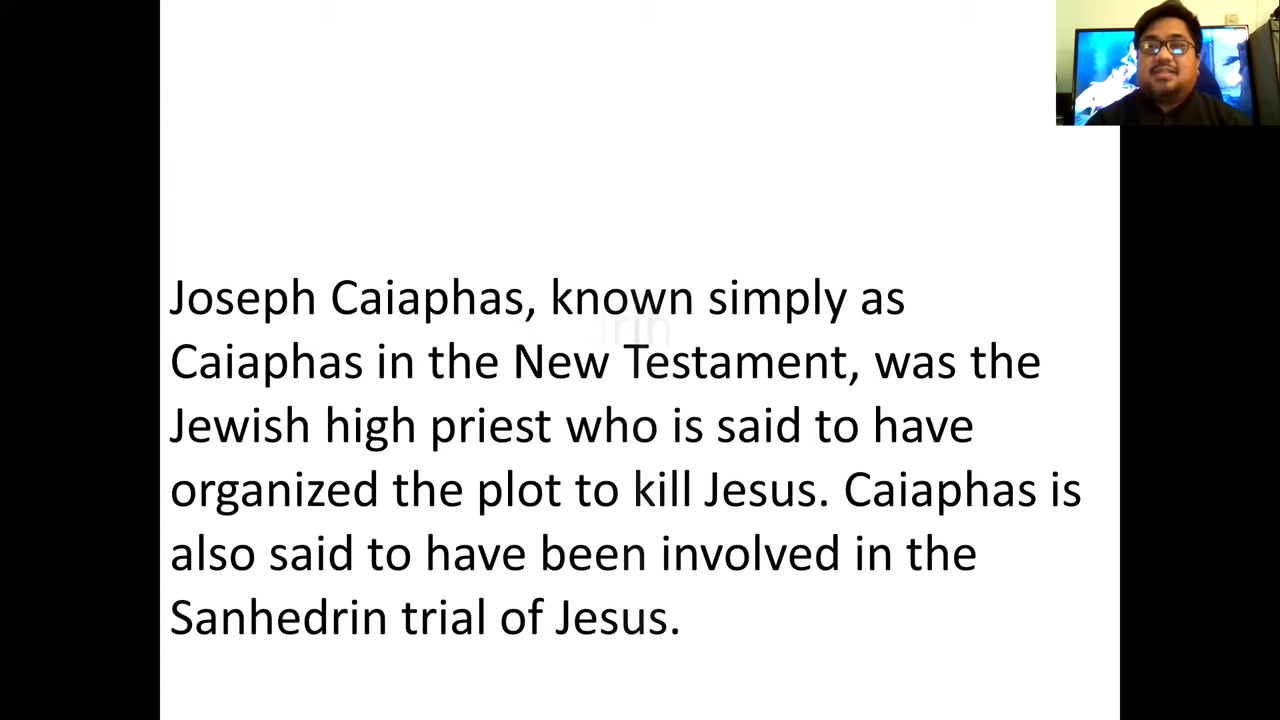 Joseph Caiaphas, known simply as
Caiaphas in the New Testament, was the
Jewish high priest who is said to have
organized the plot to kill Jesus. Caiaphas is
also said to have been involved in the
Sanhedrin trial of Jesus.